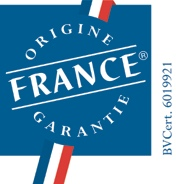 ORIGINE
FRANCE®
GARANTIE
BVCert. 6019921